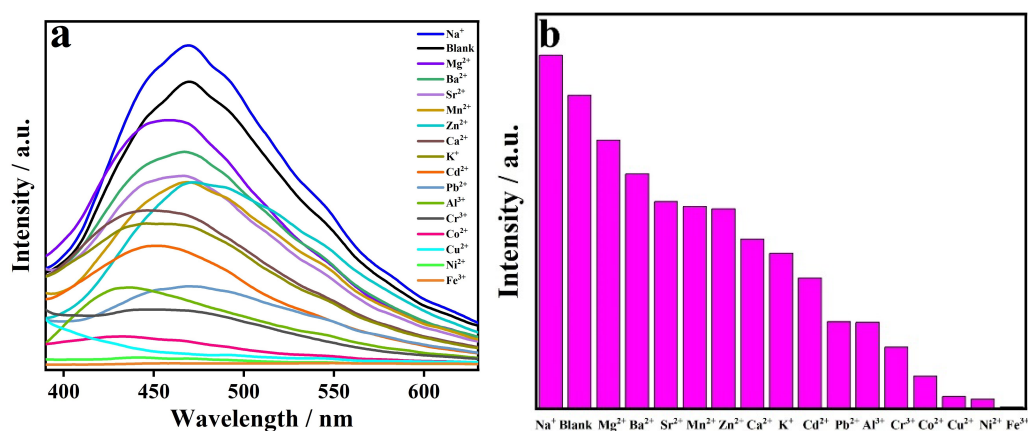 a
Intensity / a.u.
Na⁺
Blank
Mg²⁺
Ba²⁺
Sr²⁺
Mn²⁺
Zn²⁺
Ca²⁺
K⁺
Cd²⁺
Pb²⁺
Al³⁺
Cr³⁺
Co²⁺
Cu²⁺
Ni²⁺
Fe³⁺
400 450 500 550 600
Wavelength / nm
b
Intensity / a.u.
Na⁺ Blank Mg²⁺ Ba²⁺ Sr²⁺ Mn²⁺ Zn²⁺ Ca²⁺ K⁺ Cd²⁺ Pb²⁺ Al³⁺ Cr³⁺ Co²⁺ Cu²⁺ Ni²⁺ Fe³⁺